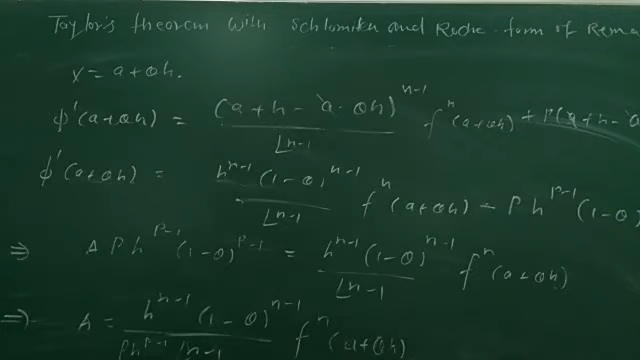 Taylor's theorem with Schlomilch and Roche form of Rema
x = a + θh.
φ'(a+θh) = (a+h-a-θh)^{n-1} / ∟n-1 f^n(a+θh) + P(a+h-a
φ'(a+θh) = h^{n-1}(1-θ)^{n-1} / ∟n-1 f^n(a+θh) - Ph^{P-1}(1-θ)
⇒ A P h^{P-1}(1-θ)^{P-1} = h^{n-1}(1-θ)^{n-1} / ∟n-1 f^n(a+θh)
⇒ A = h^{n-1}(1-θ)^{n-1} / Ph^{P-1} ∟n-1 f^n(a+θh)